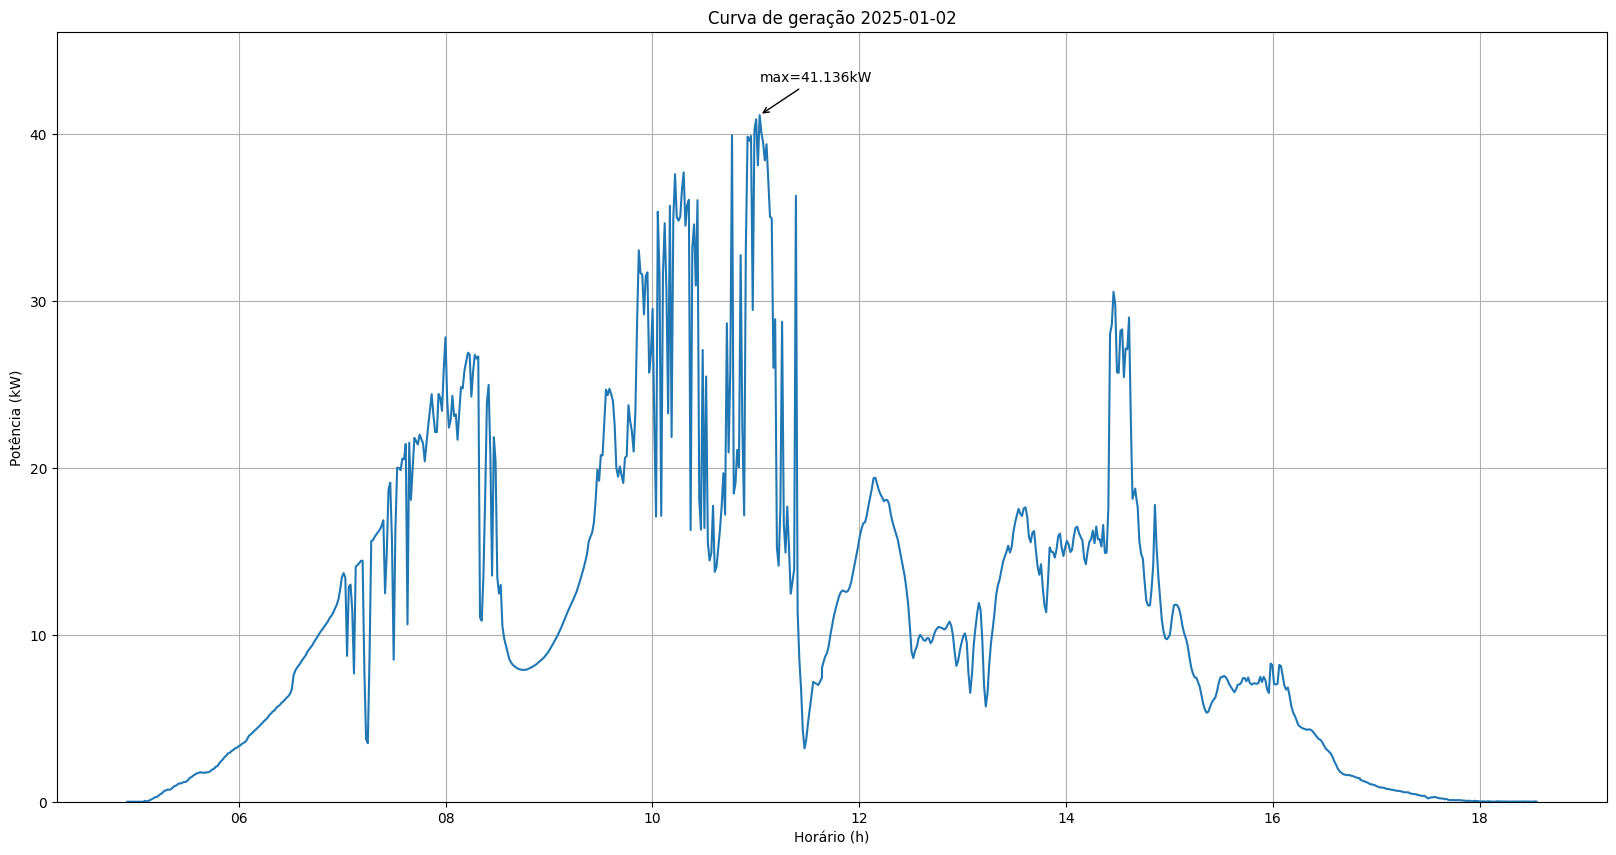 Curva de geração 2025-01-02
max=41.136kW
Potência (kW)
40
30
20
10
0
06 08 10 12 14 16 18
Horário (h)